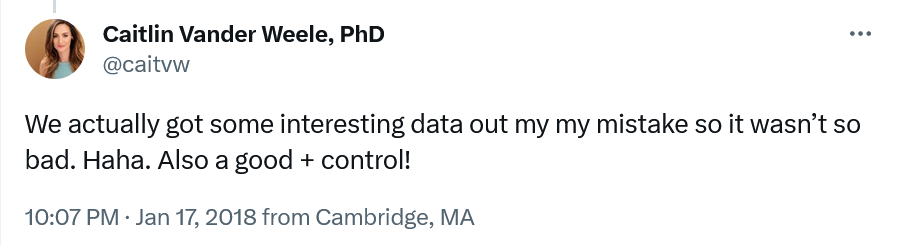 Caitlin Vander Weele, PhD
@caitvw
We actually got some interesting data out my my mistake so it wasn’t so
bad. Haha. Also a good + control!
10:07 PM · Jan 17, 2018 from Cambridge, MA